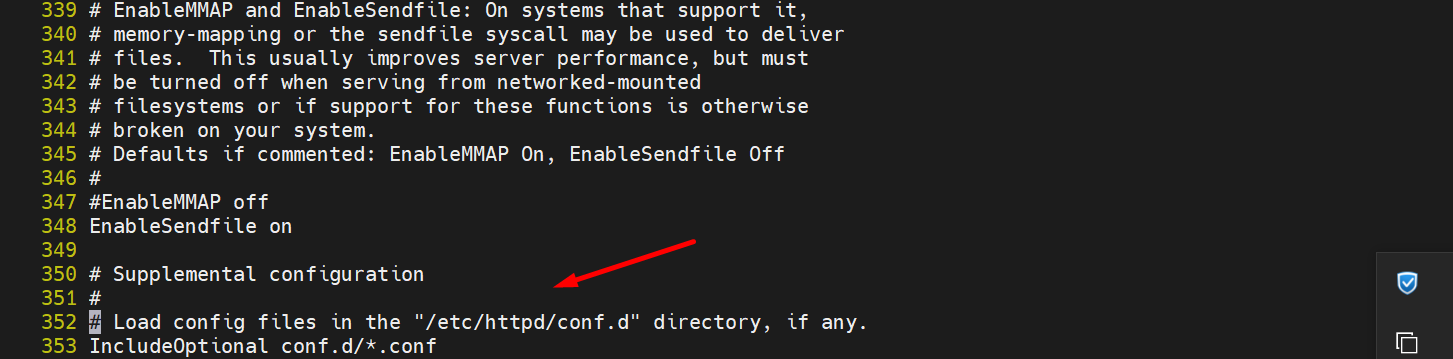 339 # EnableMMAP and EnableSendfile: On systems that support it,
340 # memory-mapping or the sendfile syscall may be used to deliver
341 # files.  This usually improves server performance, but must
342 # be turned off when serving from networked-mounted
343 # filesystems or if support for these functions is otherwise
344 # broken on your system.
345 # Defaults if commented: EnableMMAP On, EnableSendfile Off
346 #
347 #EnableMMAP off
348 EnableSendfile on
349
350 # Supplemental configuration
351 #
352 # Load config files in the "/etc/httpd/conf.d" directory, if any.
353 IncludeOptional conf.d/*.conf